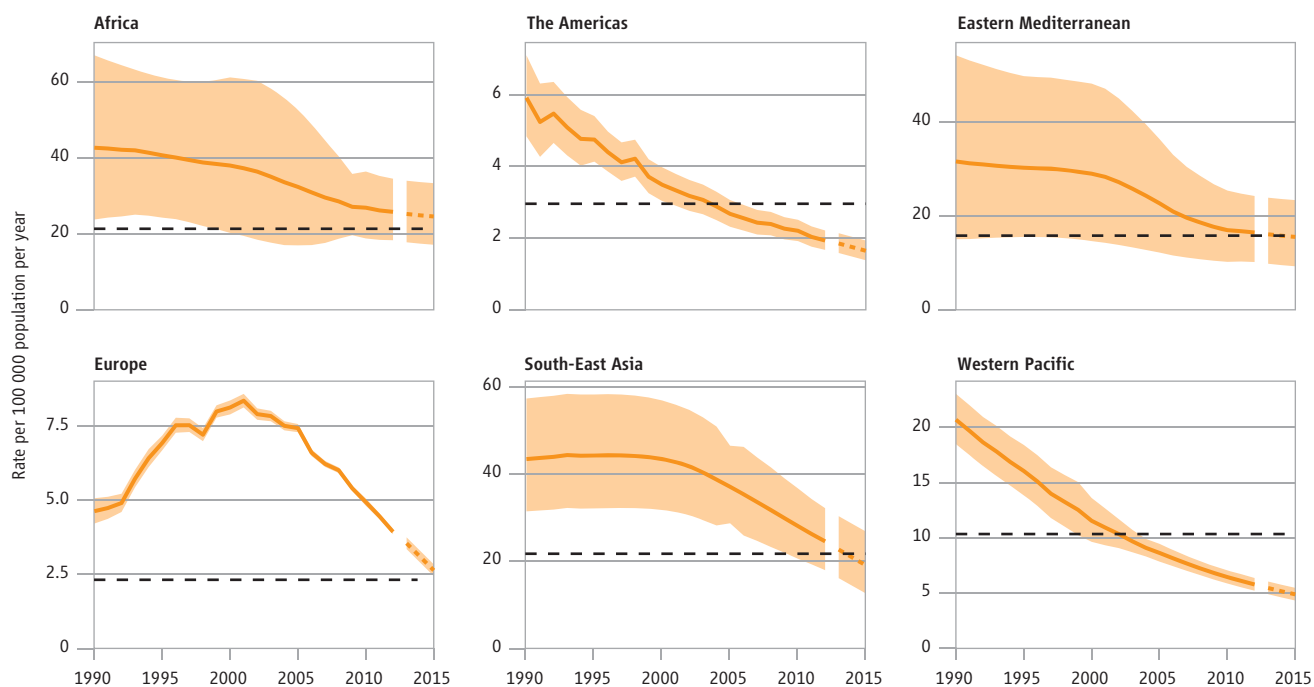 Rate per 100 000 population per year
Africa
60
40
20
0
The Americas
6
4
2
0
Eastern Mediterranean
40
20
0
Europe
7.5
5.0
2.5
0
1990 1995 2000 2005 2010 2015
South-East Asia
60
40
20
0
1990 1995 2000 2005 2010 2015
Western Pacific
20
15
10
5
0
1990 1995 2000 2005 2010 2015